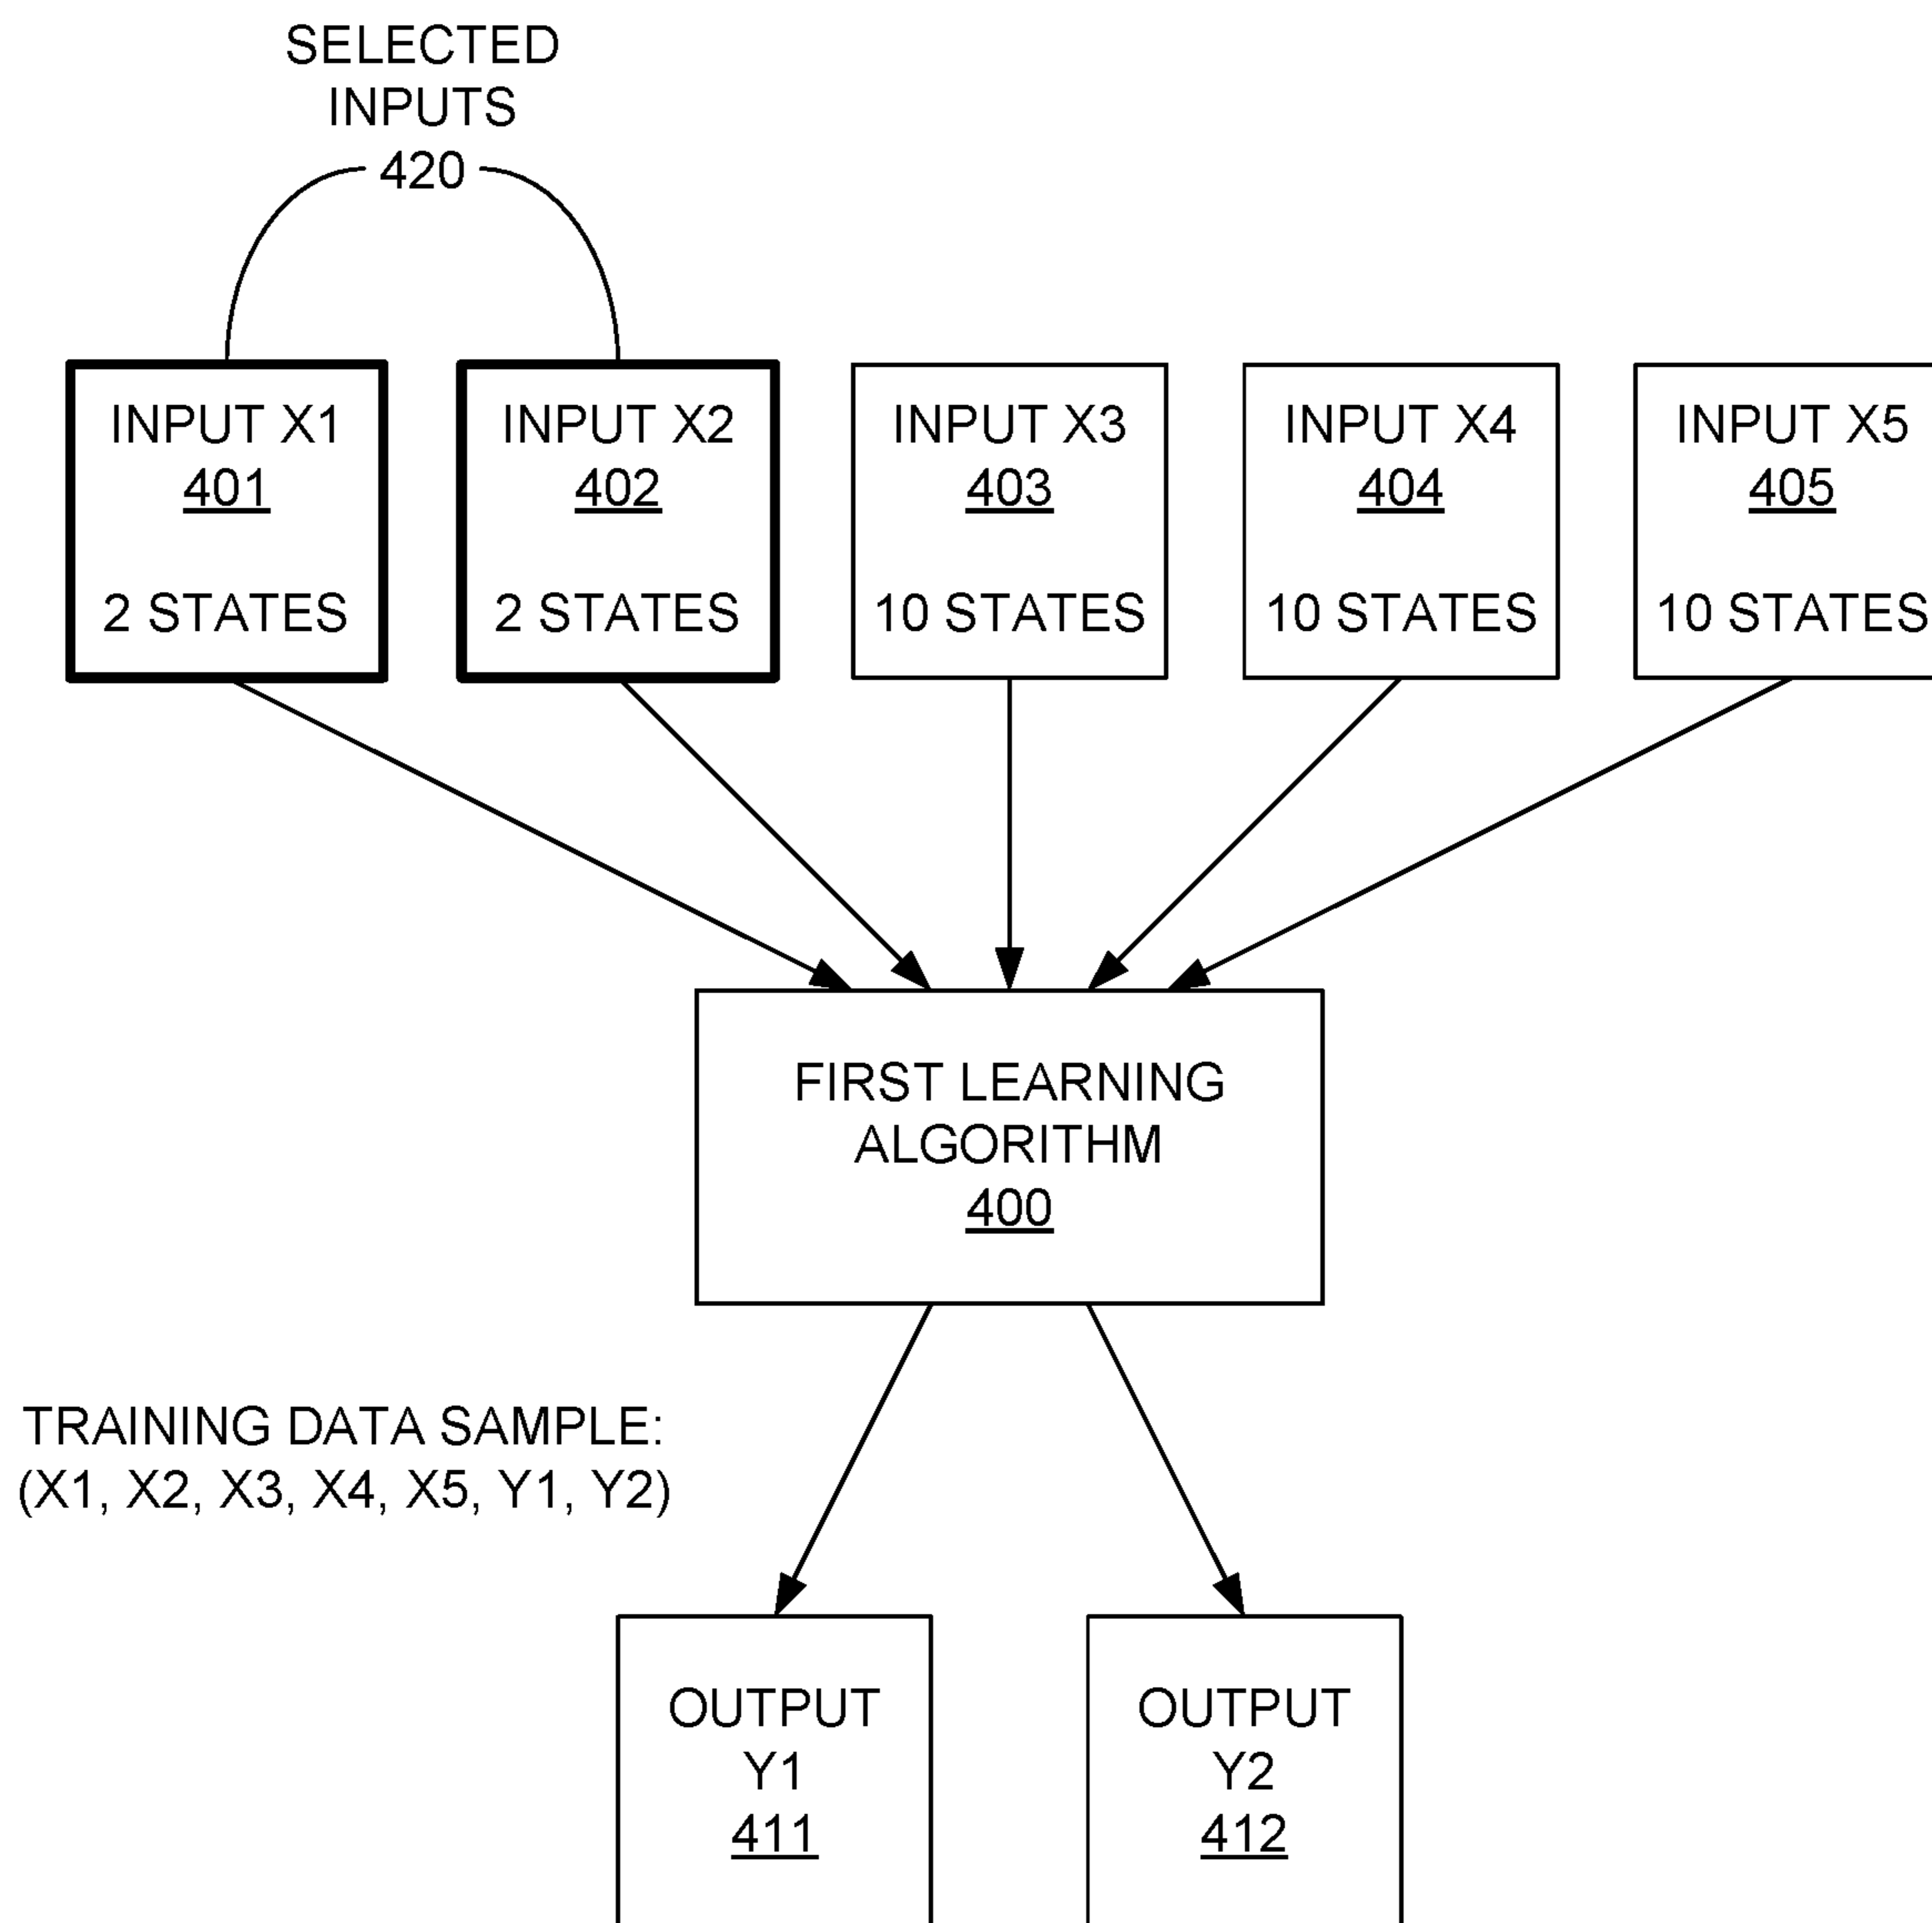 SELECTED
INPUTS
420
INPUT X1
401
2 STATES
INPUT X2
402
2 STATES
INPUT X3
403
10 STATES
INPUT X4
404
10 STATES
INPUT X5
405
10 STATES
FIRST LEARNING
ALGORITHM
400
TRAINING DATA SAMPLE:
(X1, X2, X3, X4, X5, Y1, Y2)
OUTPUT
Y1
411
OUTPUT
Y2
412